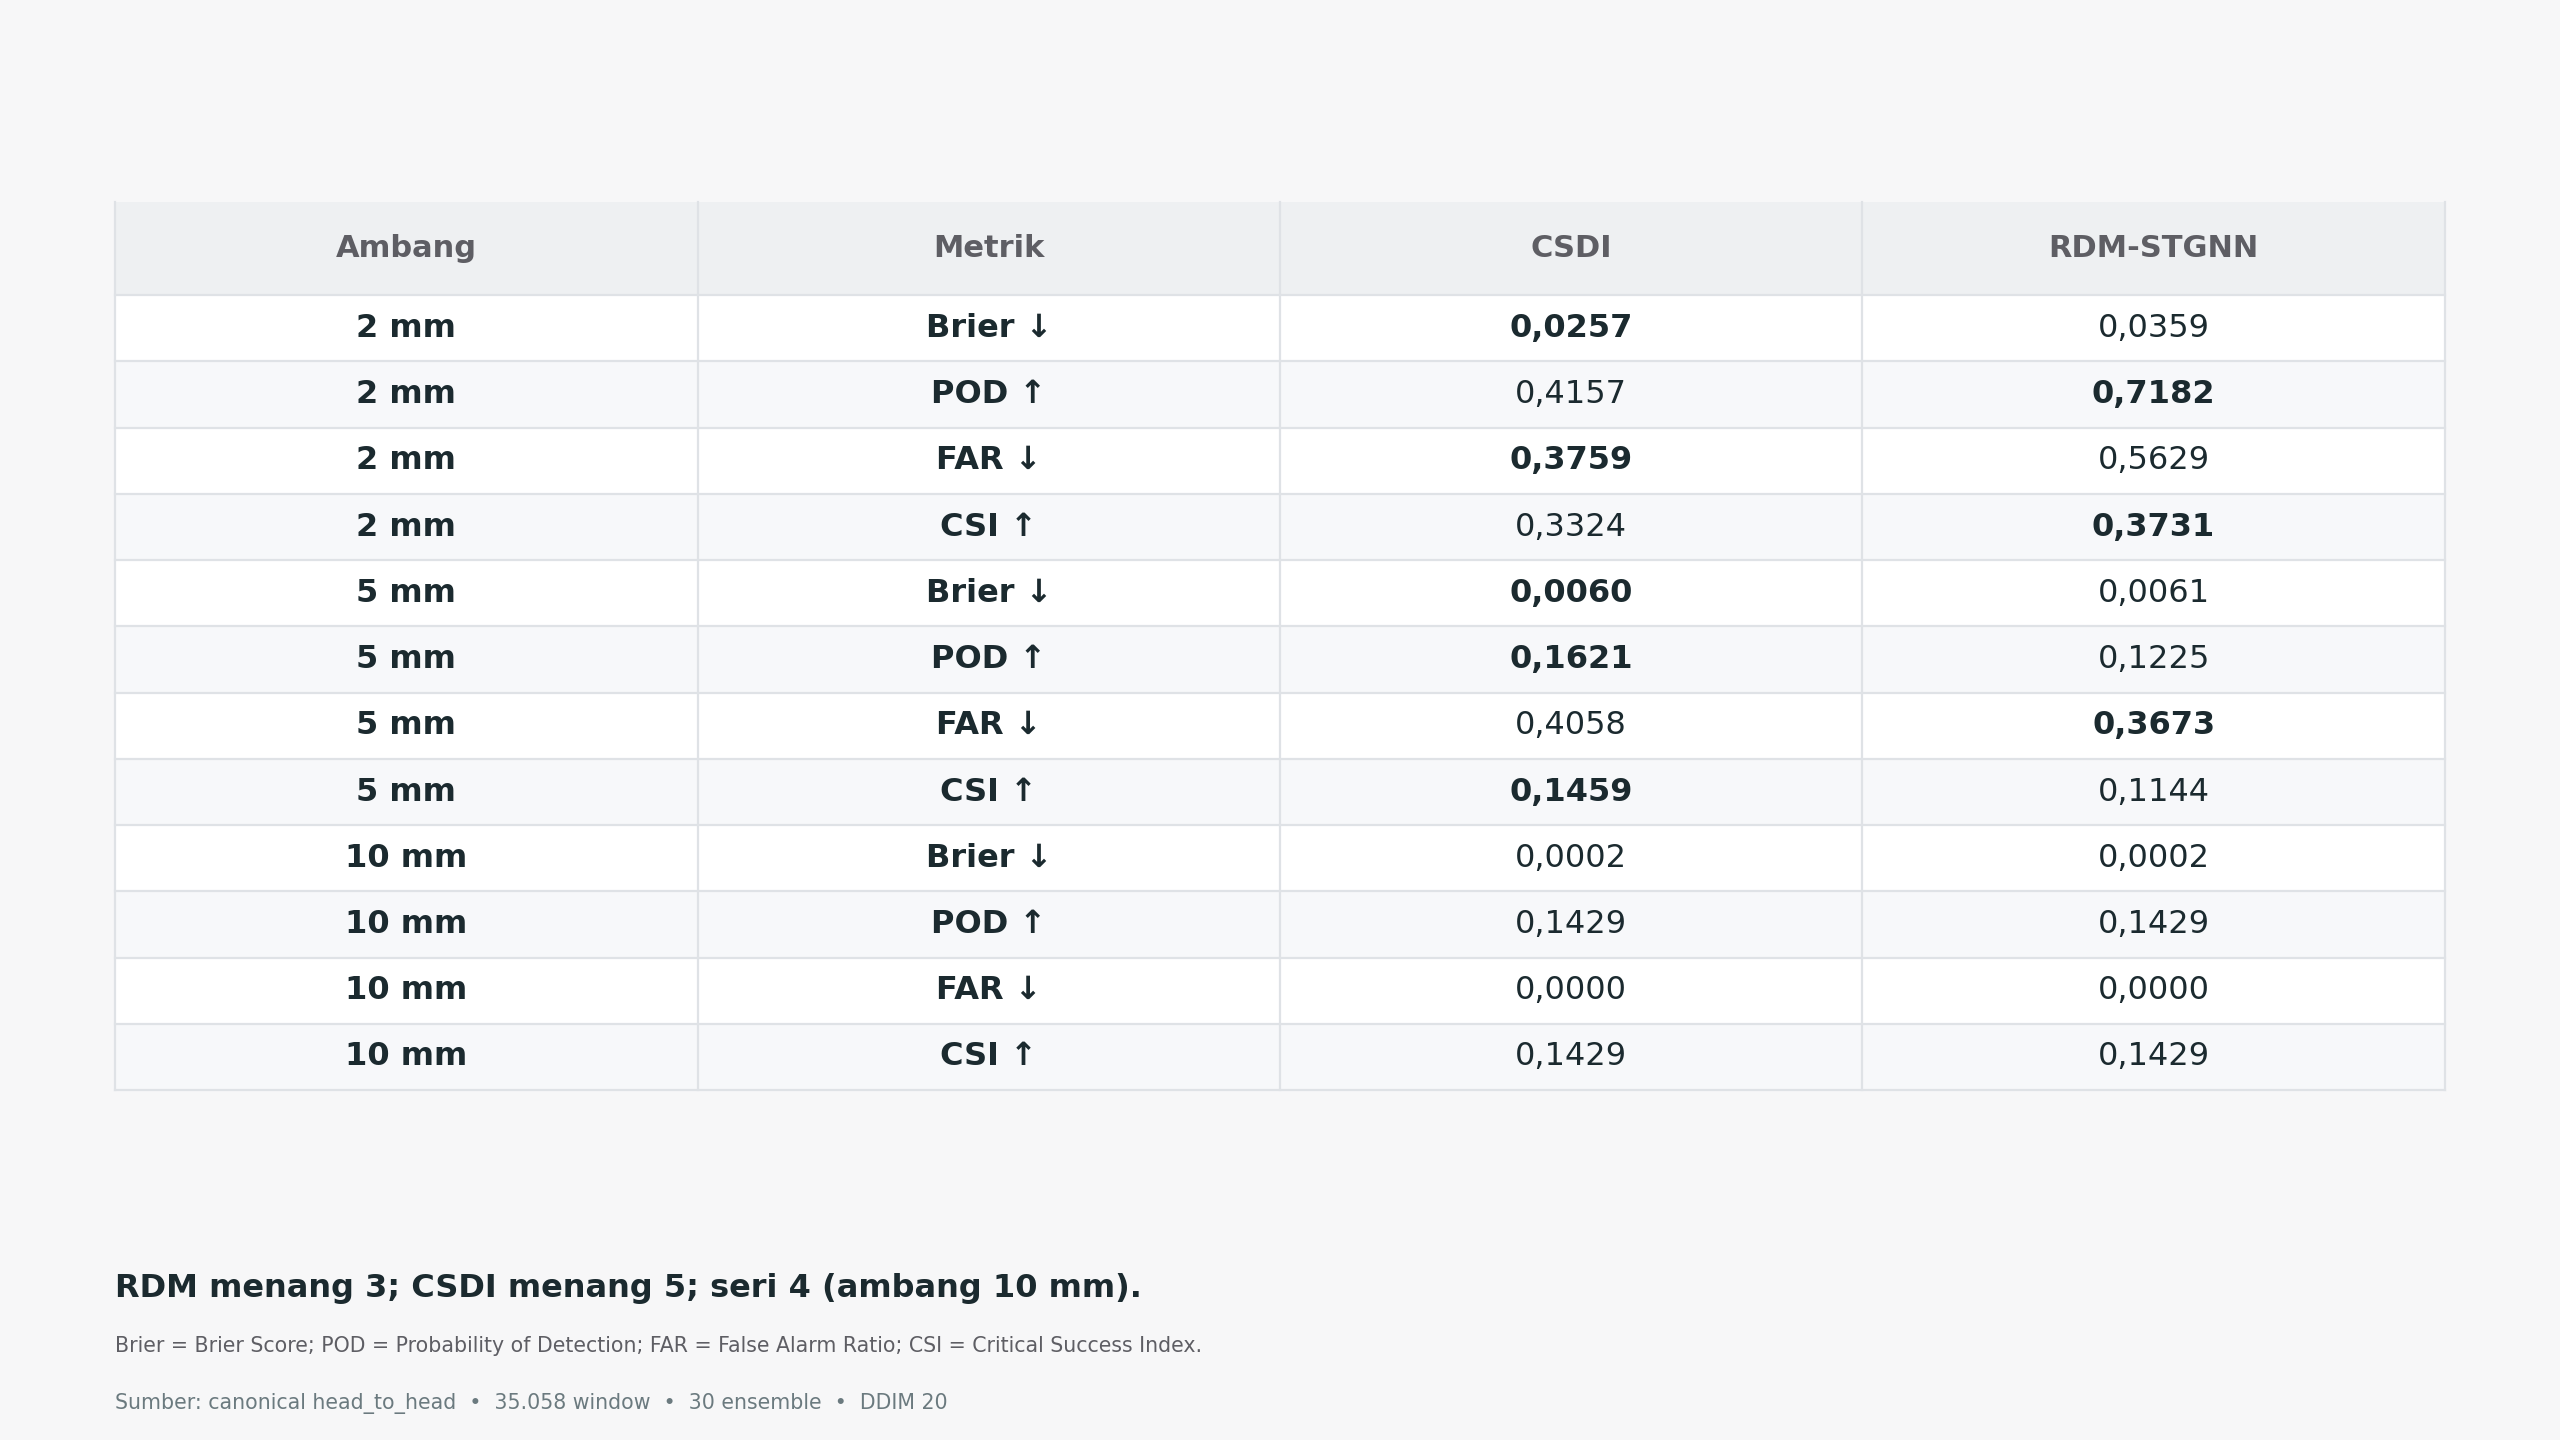 Ambang Metrik CSDI RDM-STGNN
2 mm Brier ↓ 0,0257 0,0359
2 mm POD ↑ 0,4157 0,7182
2 mm FAR ↓ 0,3759 0,5629
2 mm CSI ↑ 0,3324 0,3731
5 mm Brier ↓ 0,0060 0,0061
5 mm POD ↑ 0,1621 0,1225
5 mm FAR ↓ 0,4058 0,3673
5 mm CSI ↑ 0,1459 0,1144
10 mm Brier ↓ 0,0002 0,0002
10 mm POD ↑ 0,1429 0,1429
10 mm FAR ↓ 0,0000 0,0000
10 mm CSI ↑ 0,1429 0,1429
RDM menang 3; CSDI menang 5; seri 4 (ambang 10 mm).
Brier = Brier Score; POD = Probability of Detection; FAR = False Alarm Ratio; CSI = Critical Success Index.
Sumber: canonical head_to_head • 35.058 window • 30 ensemble • DDIM 20